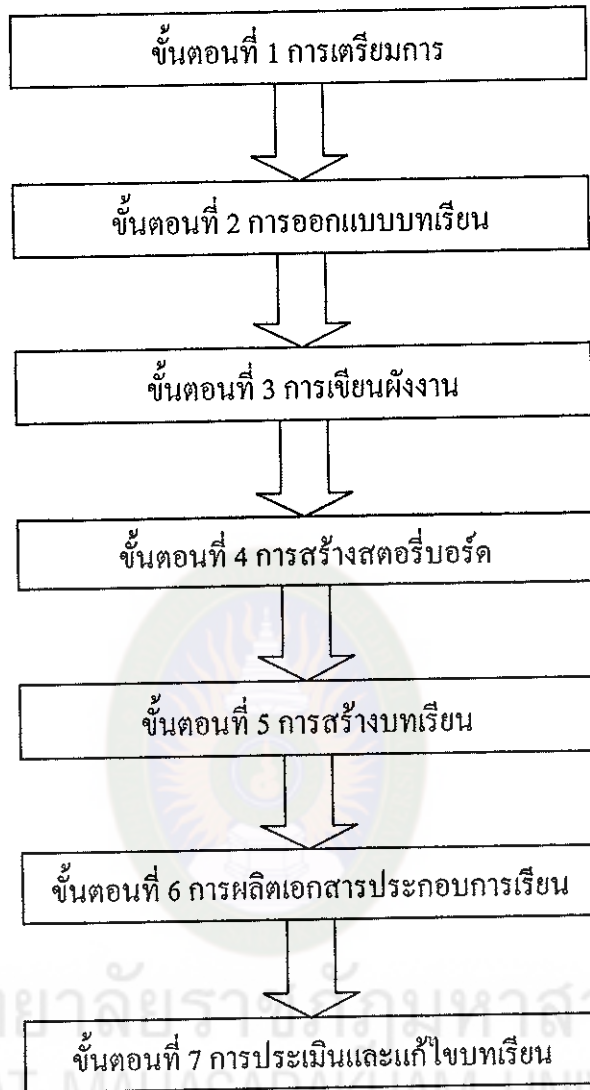 ขั้นตอนที่ 1 การเตรียมการ
ขั้นตอนที่ 2 การออกแบบบทเรียน
ขั้นตอนที่ 3 การเขียนผังงาน
ขั้นตอนที่ 4 การสร้างสตอรี่บอร์ด
ขั้นตอนที่ 5 การสร้างบทเรียน
ขั้นตอนที่ 6 การผลิตเอกสารประกอบการเรียน
ขั้นตอนที่ 7 การประเมินและแก้ไขบทเรียน